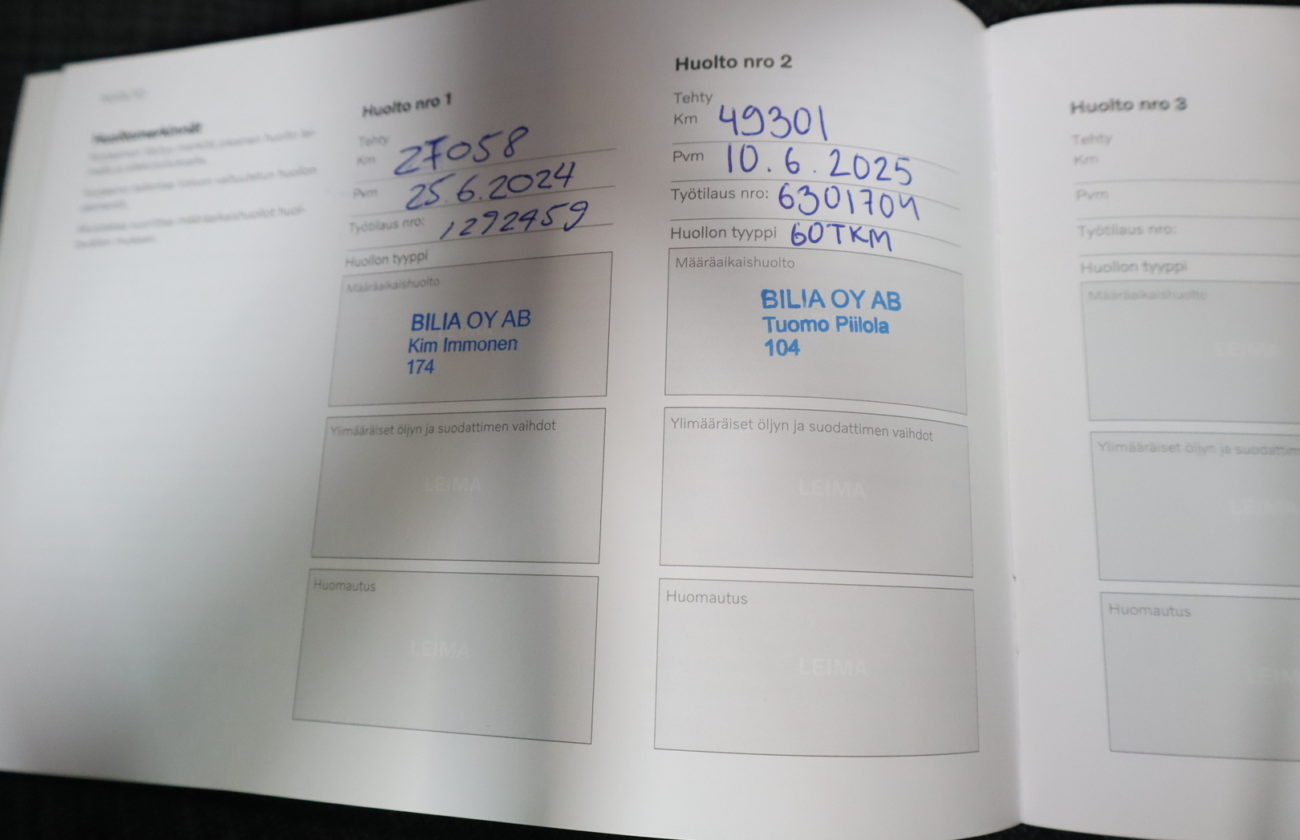 Huoltomerkinnät
Huolto nro 1
Tehty
Km 27058
Pvm 25.6.2024
Työtilaus nro: 1292459
Huollon tyyppi
Määräaikaishuolto
BILIA OY AB
Kim Immonen
174
Ylimääräiset öljyn ja suodattimen vaihdot
LEIMA
Huomautus
LEIMA
Huolto nro 2
Tehty
Km 49301
Pvm 10.6.2025
Työtilaus nro: 6301704
Huollon tyyppi 60TKM
Määräaikaishuolto
BILIA OY AB
Tuomo Piilola
104
Ylimääräiset öljyn ja suodattimen vaihdot
LEIMA
Huomautus
LEIMA
Huolto nro 3
Tehty
Km
Pvm
Työtilaus nro:
Huollon tyyppi
Määräaikaishuolto
LEIMA
Ylimääräiset öljyn ja suodattimen
LEIMA
Huomautus